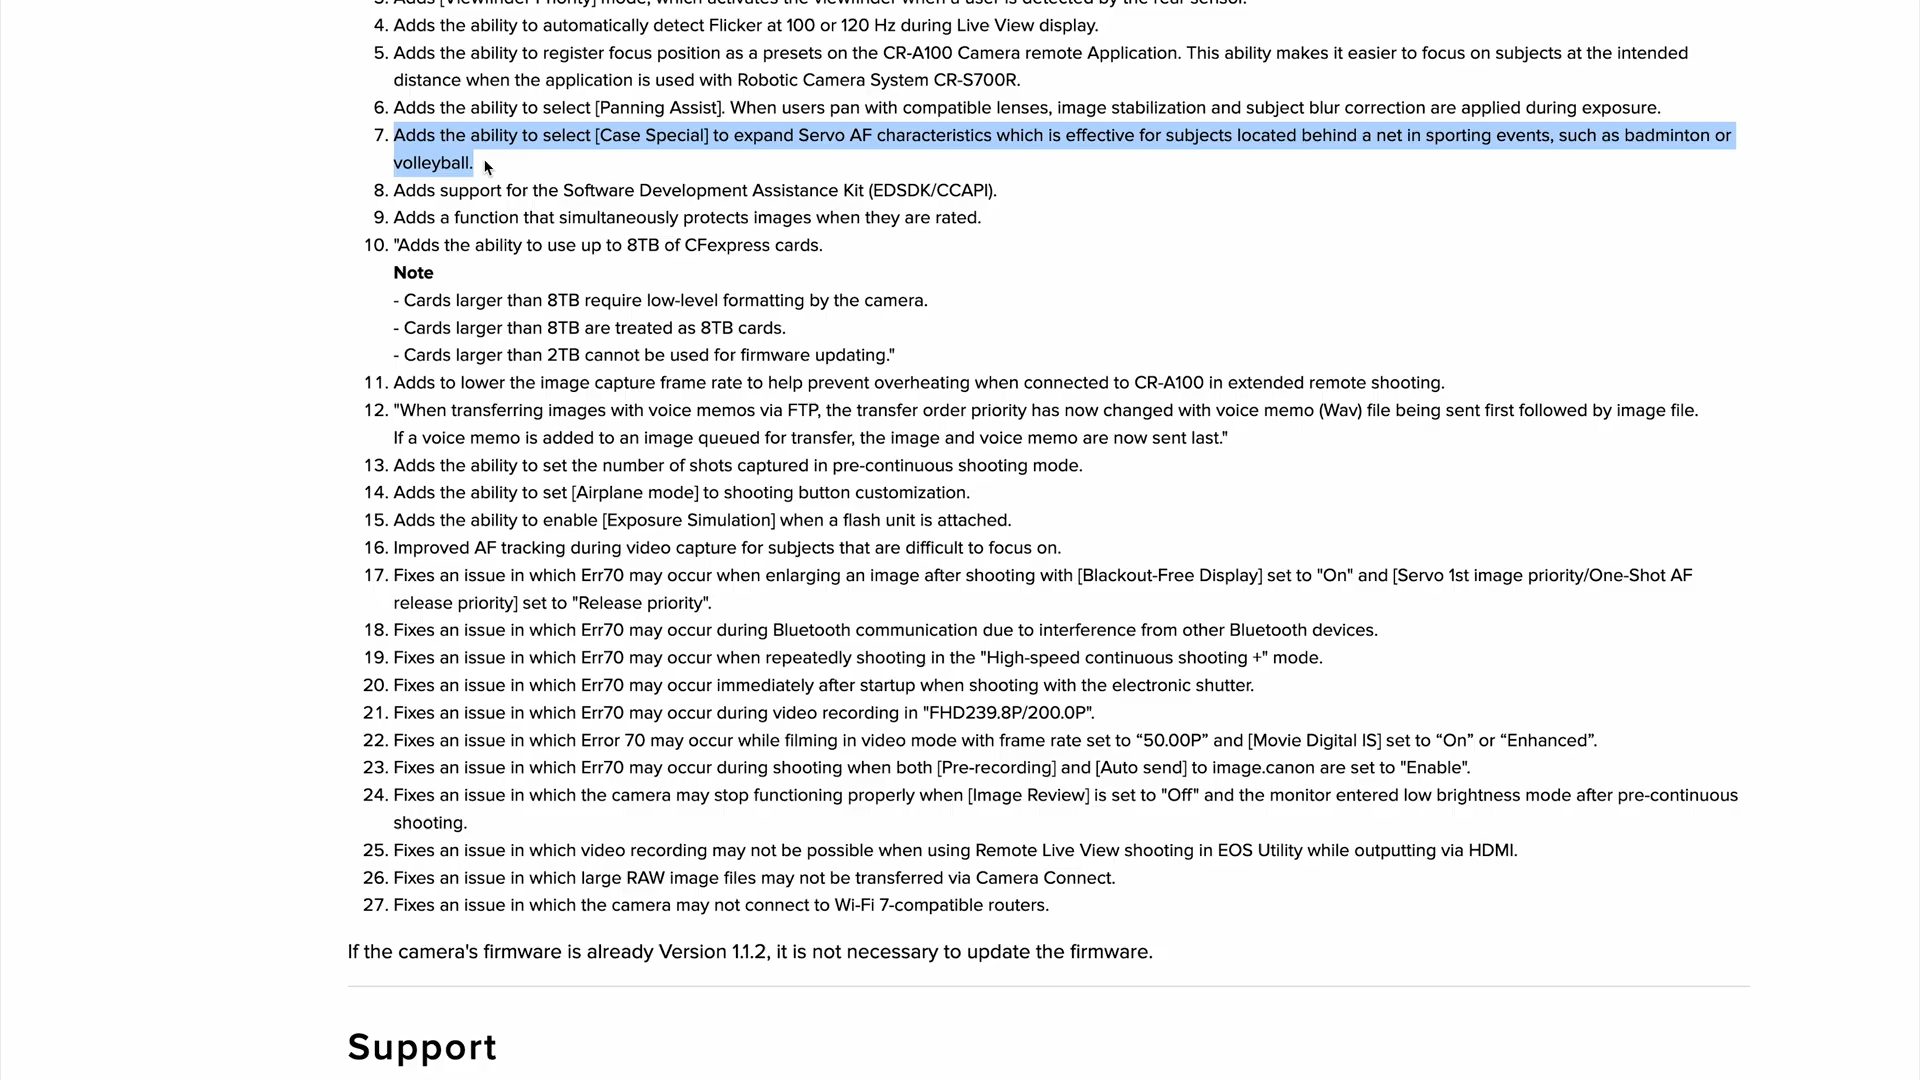 3. Adds [Viewfinder Priority] mode, which activates the viewfinder when a user is detected by the rear sensor.
4. Adds the ability to automatically detect Flicker at 100 or 120 Hz during Live View display.
5. Adds the ability to register focus position as a presets on the CR-A100 Camera remote Application. This ability makes it easier to focus on subjects at the intended
distance when the application is used with Robotic Camera System CR-S700R.
6. Adds the ability to select [Panning Assist]. When users pan with compatible lenses, image stabilization and subject blur correction are applied during exposure.
7. Adds the ability to select [Case Special] to expand Servo AF characteristics which is effective for subjects located behind a net in sporting events, such as badminton or
volleyball.
8. Adds support for the Software Development Assistance Kit (EDSDK/CCAPI).
9. Adds a function that simultaneously protects images when they are rated.
10. "Adds the ability to use up to 8TB of CFexpress cards.
Note
- Cards larger than 8TB require low-level formatting by the camera.
- Cards larger than 8TB are treated as 8TB cards.
- Cards larger than 2TB cannot be used for firmware updating."
11. Adds to lower the image capture frame rate to help prevent overheating when connected to CR-A100 in extended remote shooting.
12. "When transferring images with voice memos via FTP, the transfer order priority has now changed with voice memo (Wav) file being sent first followed by image file.
If a voice memo is added to an image queued for transfer, the image and voice memo are now sent last."
13. Adds the ability to set the number of shots captured in pre-continuous shooting mode.
14. Adds the ability to set [Airplane mode] to shooting button customization.
15. Adds the ability to enable [Exposure Simulation] when a flash unit is attached.
16. Improved AF tracking during video capture for subjects that are difficult to focus on.
17. Fixes an issue in which Err70 may occur when enlarging an image after shooting with [Blackout-Free Display] set to "On" and [Servo 1st image priority/One-Shot AF
release priority] set to "Release priority".
18. Fixes an issue in which Err70 may occur during Bluetooth communication due to interference from other Bluetooth devices.
19. Fixes an issue in which Err70 may occur when repeatedly shooting in the "High-speed continuous shooting +" mode.
20. Fixes an issue in which Err70 may occur immediately after startup when shooting with the electronic shutter.
21. Fixes an issue in which Err70 may occur during video recording in "FHD239.8P/200.0P".
22. Fixes an issue in which Error 70 may occur while filming in video mode with frame rate set to “50.00P” and [Movie Digital IS] set to “On” or “Enhanced”.
23. Fixes an issue in which Err70 may occur during shooting when both [Pre-recording] and [Auto send] to image.canon are set to "Enable".
24. Fixes an issue in which the camera may stop functioning properly when [Image Review] is set to "Off" and the monitor entered low brightness mode after pre-continuous
shooting.
25. Fixes an issue in which video recording may not be possible when using Remote Live View shooting in EOS Utility while outputting via HDMI.
26. Fixes an issue in which large RAW image files may not be transferred via Camera Connect.
27. Fixes an issue in which the camera may not connect to Wi-Fi 7-compatible routers.
If the camera's firmware is already Version 1.1.2, it is not necessary to update the firmware.
Support